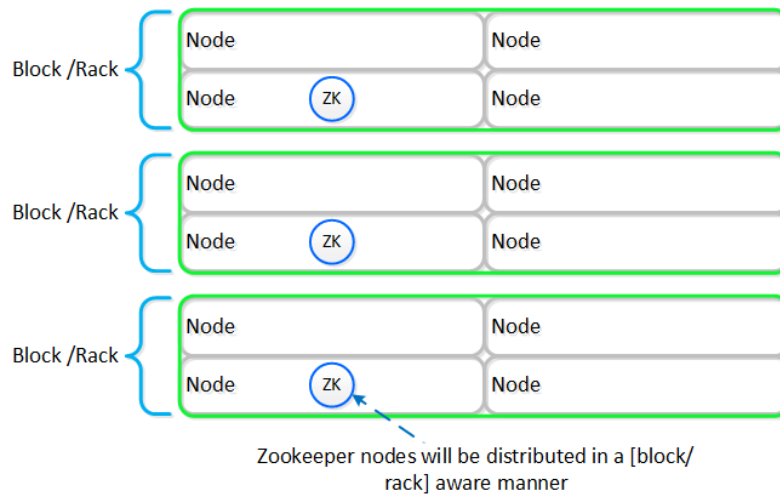 Node Node
Block /Rack
Node ZK Node
Node Node
Block /Rack
Node ZK Node
Node Node
Block /Rack
Node ZK Node
Zookeeper nodes will be distributed in a [block/
rack] aware manner